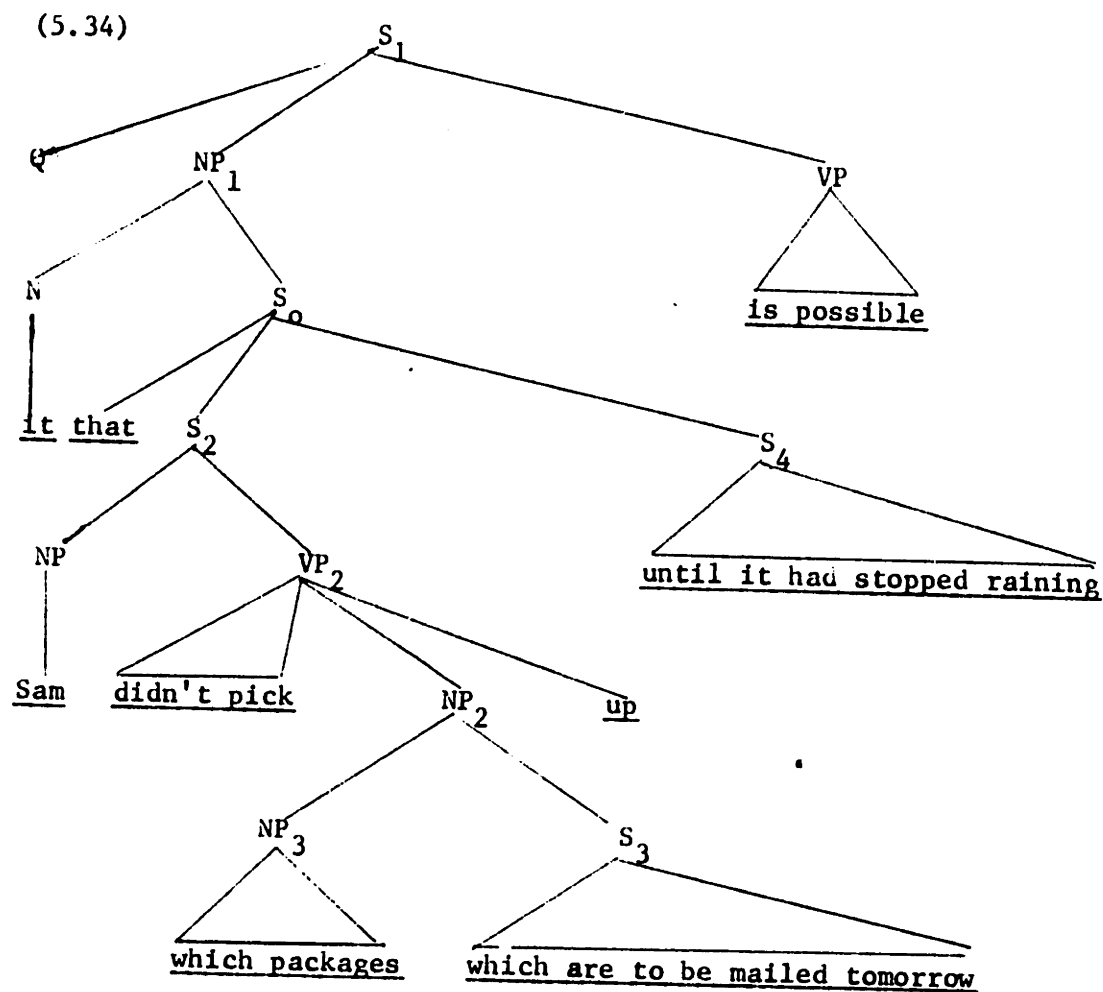 (5.34)
S1
Q NP1 VP
N So is possible
it that S2 S4
NP VP2 until it had stopped raining
Sam didn't pick NP2 up
NP3 S3
which packages which are to be mailed tomorrow